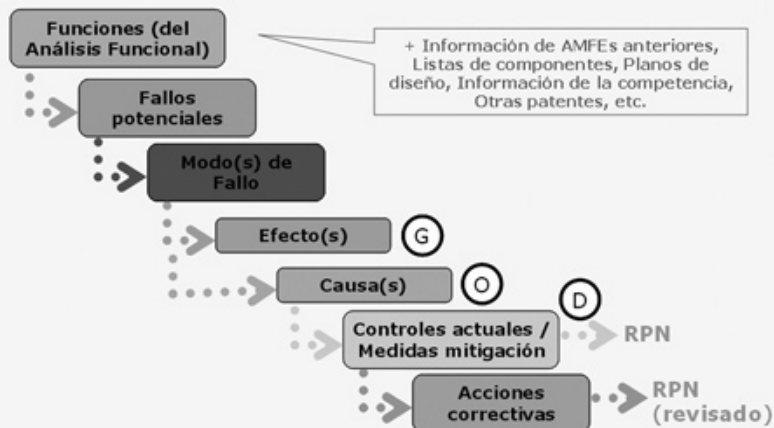 Funciones (del
Análisis Funcional)
+ Información de AMFEs anteriores,
Listas de componentes, Planos de
diseño, Información de la competencia,
Otras patentes, etc.
Fallos
potenciales
Modo(s) de
Fallo
Efecto(s)
G
Causa(s)
O
D
Controles actuales /
Medidas mitigación
RPN
Acciones
correctivas
RPN
(revisado)